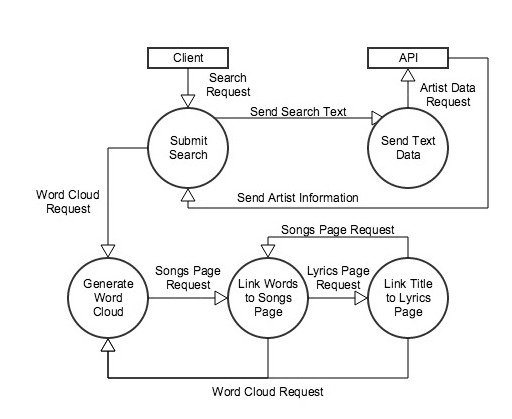 Client
API
Search
Request
Artist Data
Request
Send Search Text
Submit
Search
Send Text
Data
Word Cloud
Request
Send Artist Information
Songs Page Request
Songs Page
Request
Lyrics Page
Request
Generate
Word
Cloud
Link Words
to Songs
Page
Link Title
to Lyrics
Page
Word Cloud Request